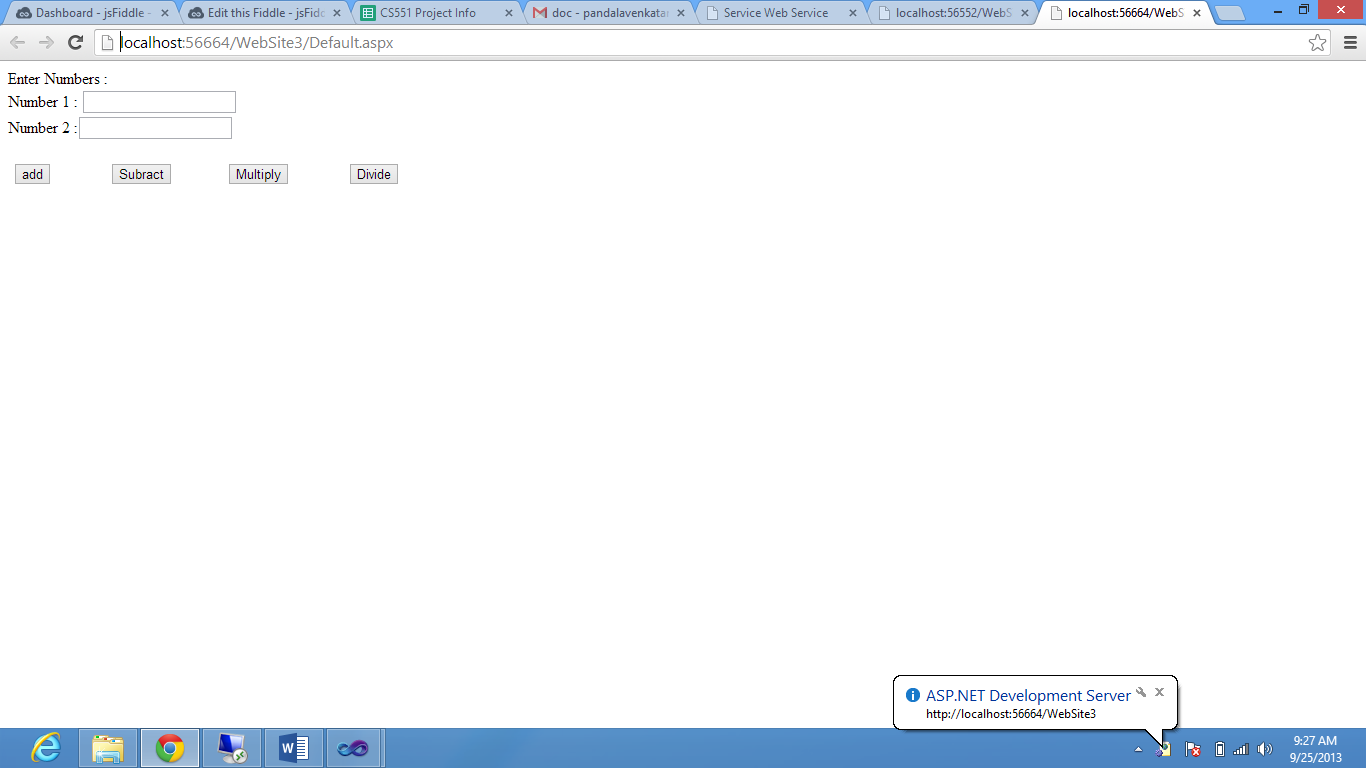 Dashboard - jsFiddle -
Edit this Fiddle - jsFidd
CS551 Project Info
doc - pandalavenkatar
Service Web Service
localhost:56552/WebS
localhost:56664/WebS
localhost:56664/WebSite3/Default.aspx
Enter Numbers :
Number 1 :
Number 2 :
add Subract Multiply Divide
ASP.NET Development Server
http://localhost:56664/WebSite3
9:27 AM
9/25/2013